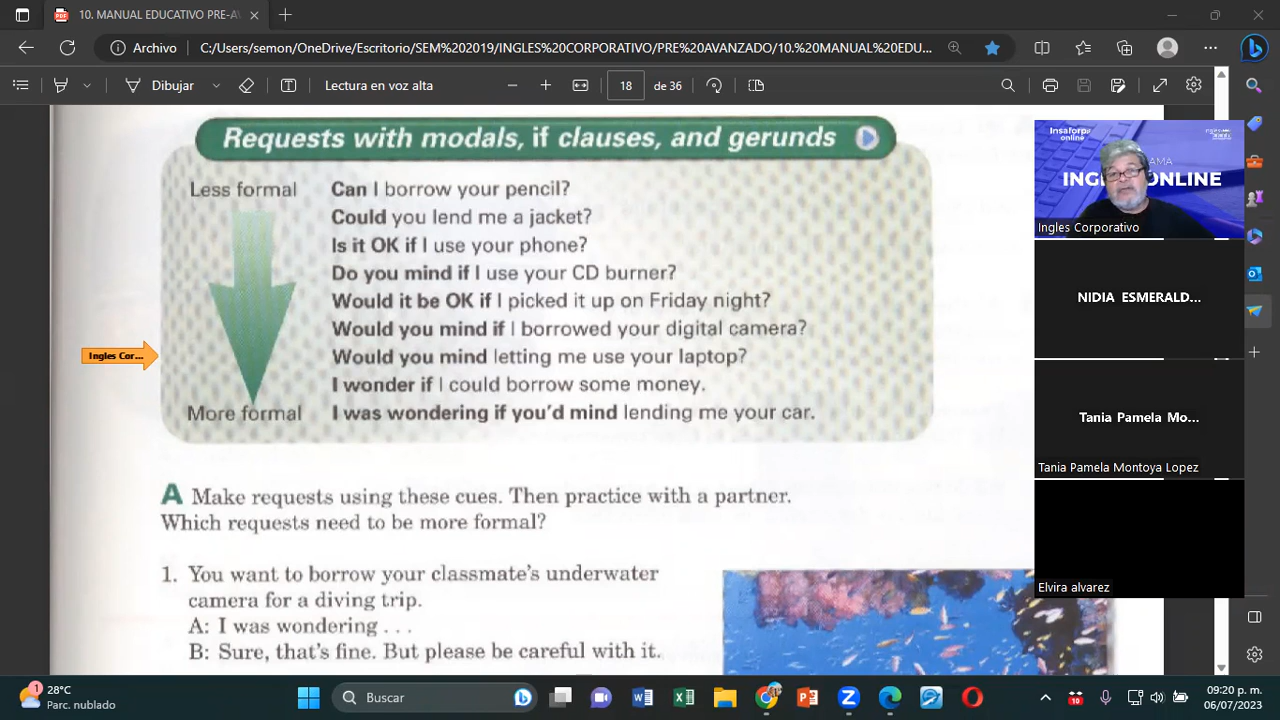 10. MANUAL EDUCATIVO PRE-A
Archivo
C:/Users/semon/OneDrive/Escritorio/SEM%202019/INGLES%20CORPORATIVO/PRE%20AVANZADO/10.%20MANUAL%20EDU...
Dibujar
Lectura en voz alta
18
de 36
Requests with modals, if clauses, and gerunds
Less formal
Can I borrow your pencil?
Could you lend me a jacket?
Is it OK if I use your phone?
Do you mind if I use your CD burner?
Would it be OK if I picked it up on Friday night?
Would you mind if I borrowed your digital camera?
Ingles Cor...
Would you mind letting me use your laptop?
I wonder if I could borrow some money.
More formal
I was wondering if you'd mind lending me your car.
A Make requests using these cues. Then practice with a partner.
Which requests need to be more formal?
1. You want to borrow your classmate's underwater
camera for a diving trip.
A: I was wondering . . .
B: Sure, that's fine. But please be careful with it.
Insaforp
online
AMA
ING ONLINE
Ingles Corporativo
NIDIA ESMERALD...
Tania Pamela Mo...
Tania Pamela Montoya Lopez
Elvira alvarez
1
28°C
Parc. nublado
Buscar
10
09:20 p. m.
06/07/2023